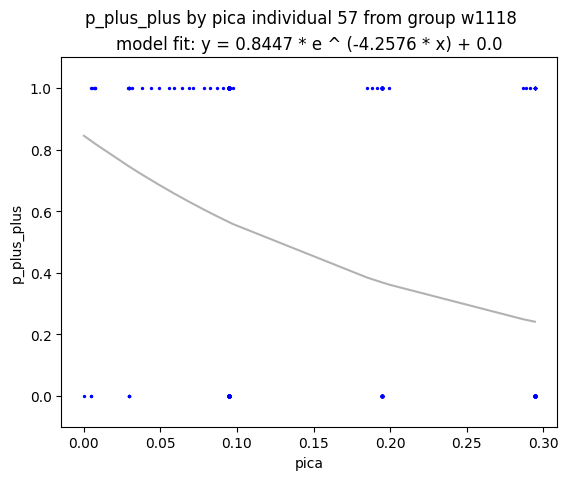 p_plus_plus by pica individual 57 from group w1118
model fit: y = 0.8447 * e ^ (-4.2576 * x) + 0.0
1.0
0.8
0.6
0.4
0.2
0.0
p_plus_plus
0.00 0.05 0.10 0.15 0.20 0.25 0.30
pica